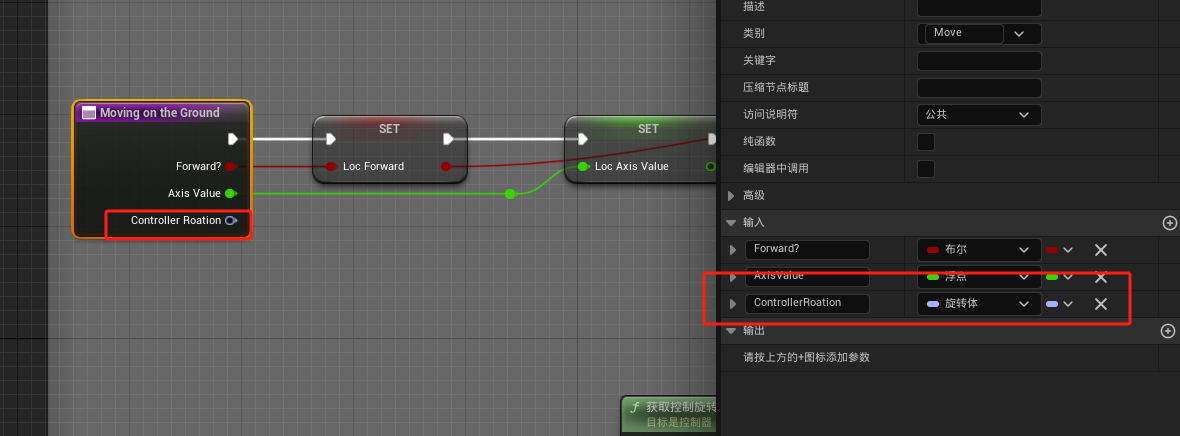 Moving on the Ground
Forward?
Axis Value
Controller Roation
SET
Loc Forward
SET
Loc Axis Value
f 获取控制旋转
目标是控制器
描述
类别 Move
关键字
压缩节点标题
访问说明符 公共
纯函数
编辑器中调用
高级
输入
Forward? 布尔
AxisValue 浮点
ControllerRoation 旋转体
输出
请按上方的+图标添加参数